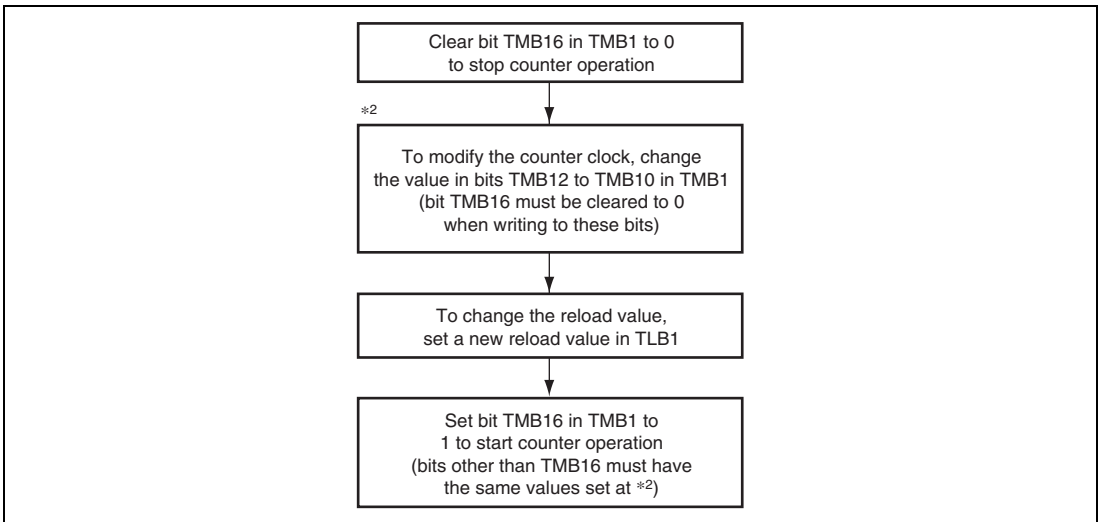 Clear bit TMB16 in TMB1 to 0
to stop counter operation
*2
To modify the counter clock, change
the value in bits TMB12 to TMB10 in TMB1
(bit TMB16 must be cleared to 0
when writing to these bits)
To change the reload value,
set a new reload value in TLB1
Set bit TMB16 in TMB1 to
1 to start counter operation
(bits other than TMB16 must have
the same values set at *2)